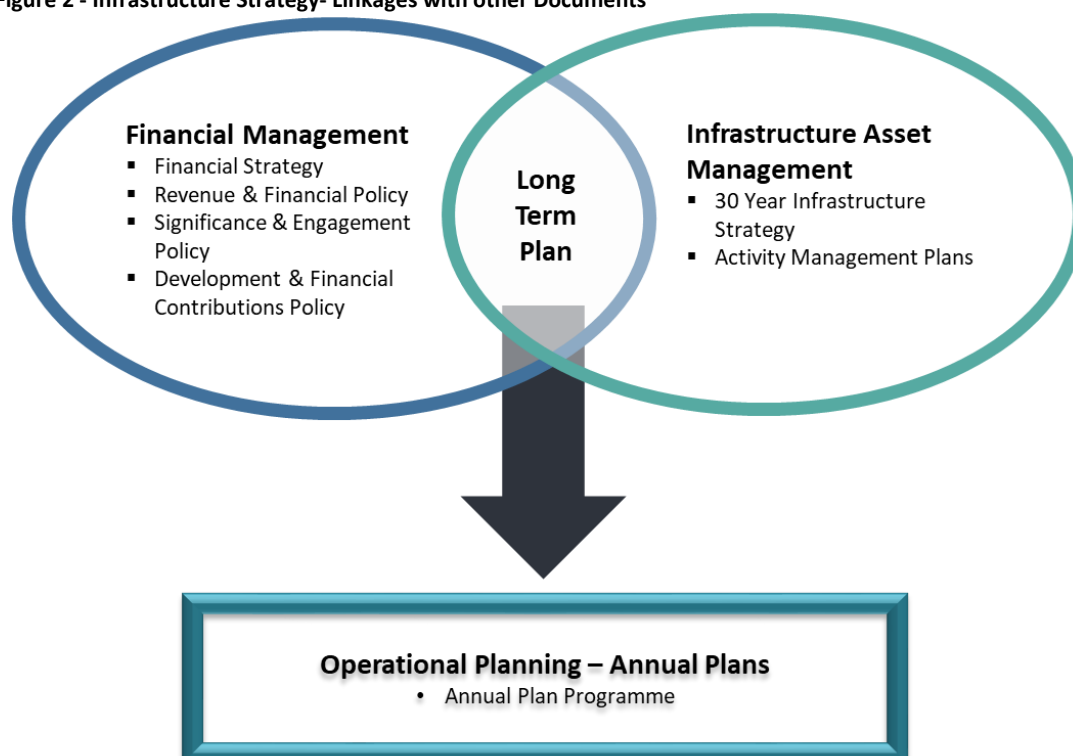 Figure 2 - Infrastructure Strategy- Linkages with other Documents
Financial Management
▪ Financial Strategy
▪ Revenue & Financial Policy
▪ Significance & Engagement
Policy
▪ Development & Financial
Contributions Policy
Long
Term
Plan
Infrastructure Asset
Management
▪ 30 Year Infrastructure
Strategy
▪ Activity Management Plans
Operational Planning – Annual Plans
• Annual Plan Programme